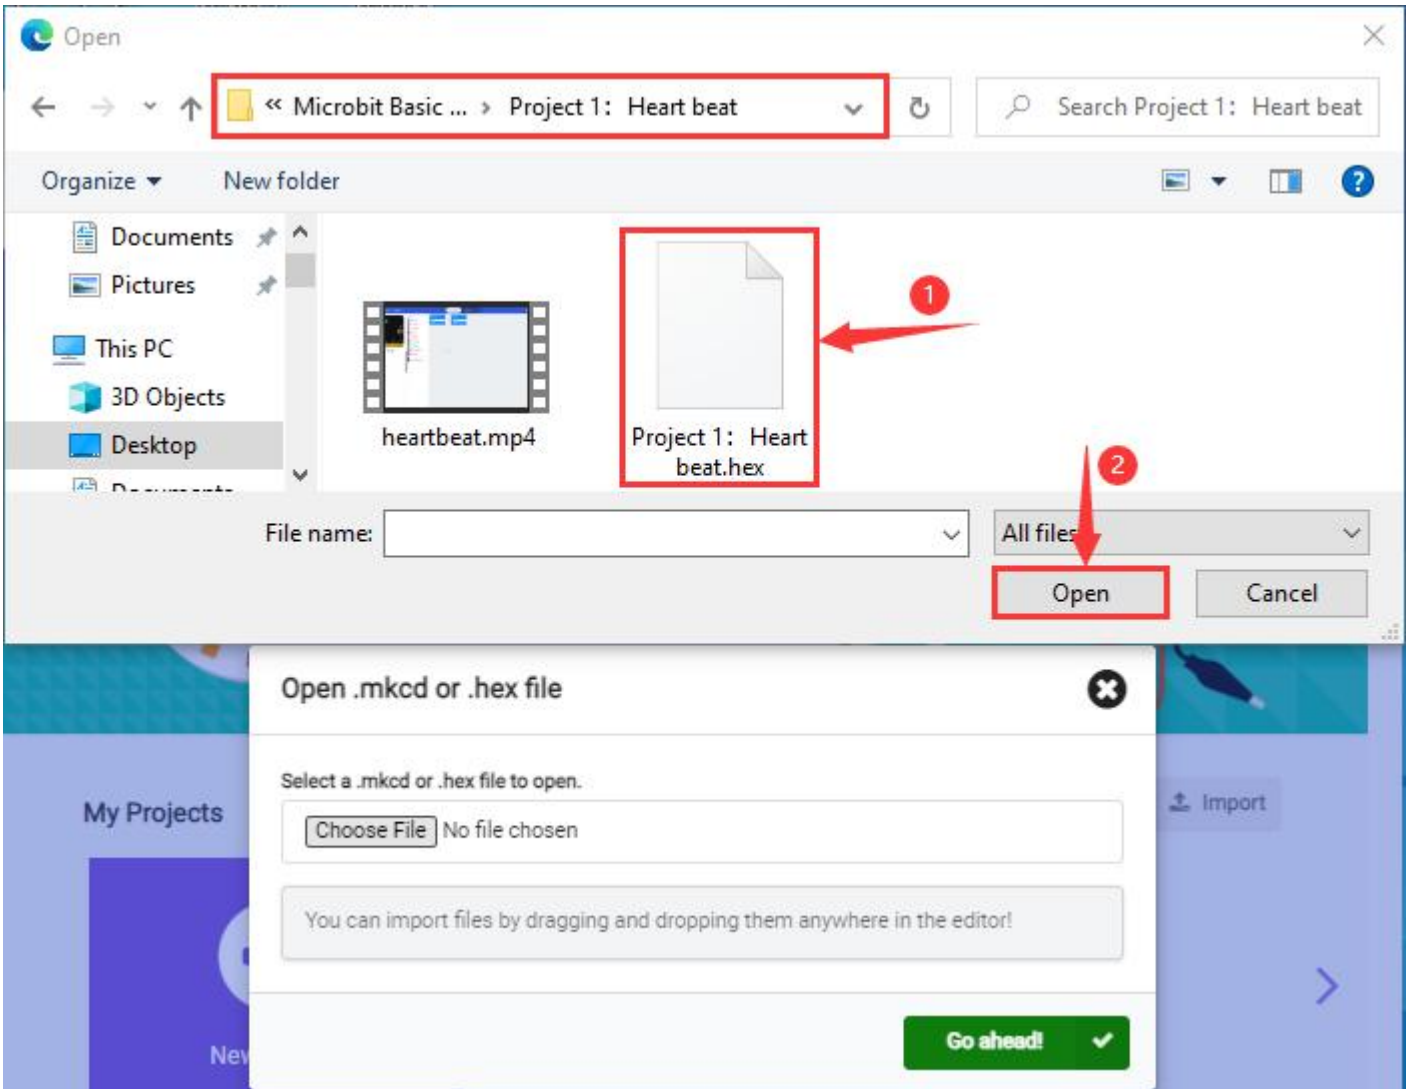 Open
« Microbit Basic ... › Project 1： Heart beat
Search Project 1： Heart beat
Organize
New folder
Documents
Pictures
This PC
3D Objects
Desktop
Documents
heartbeat.mp4
Project 1： Heart
beat.hex
1
2
File name:
All files
Open
Cancel
Open .mkcd or .hex file
Select a .mkcd or .hex file to open.
Choose File No file chosen
You can import files by dragging and dropping them anywhere in the editor!
Go ahead!
My Projects
Import
New